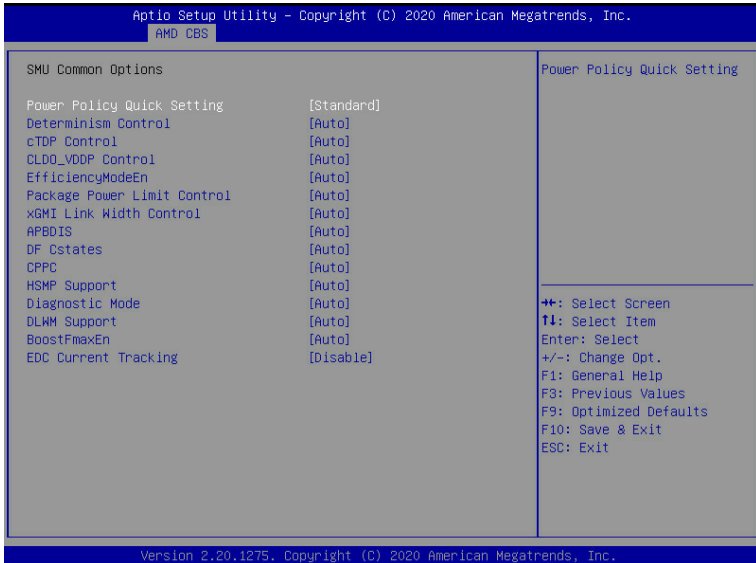 Aptio Setup Utility – Copyright (C) 2020 American Megatrends, Inc.
AMD CBS
SMU Common Options
Power Policy Quick Setting [Standard]
Determinism Control [Auto]
cTDP Control [Auto]
CLDO_VDDP Control [Auto]
EfficiencyModeEn [Auto]
Package Power Limit Control [Auto]
xGMI Link Width Control [Auto]
APBDIS [Auto]
DF Cstates [Auto]
CPPC [Auto]
HSMP Support [Auto]
Diagnostic Mode [Auto]
DLWM Support [Auto]
BoostFmaxEn [Auto]
EDC Current Tracking [Disable]
Power Policy Quick Setting
→←: Select Screen
↑↓: Select Item
Enter: Select
+/-: Change Opt.
F1: General Help
F3: Previous Values
F9: Optimized Defaults
F10: Save & Exit
ESC: Exit
Version 2.20.1275. Copyright (C) 2020 American Megatrends, Inc.